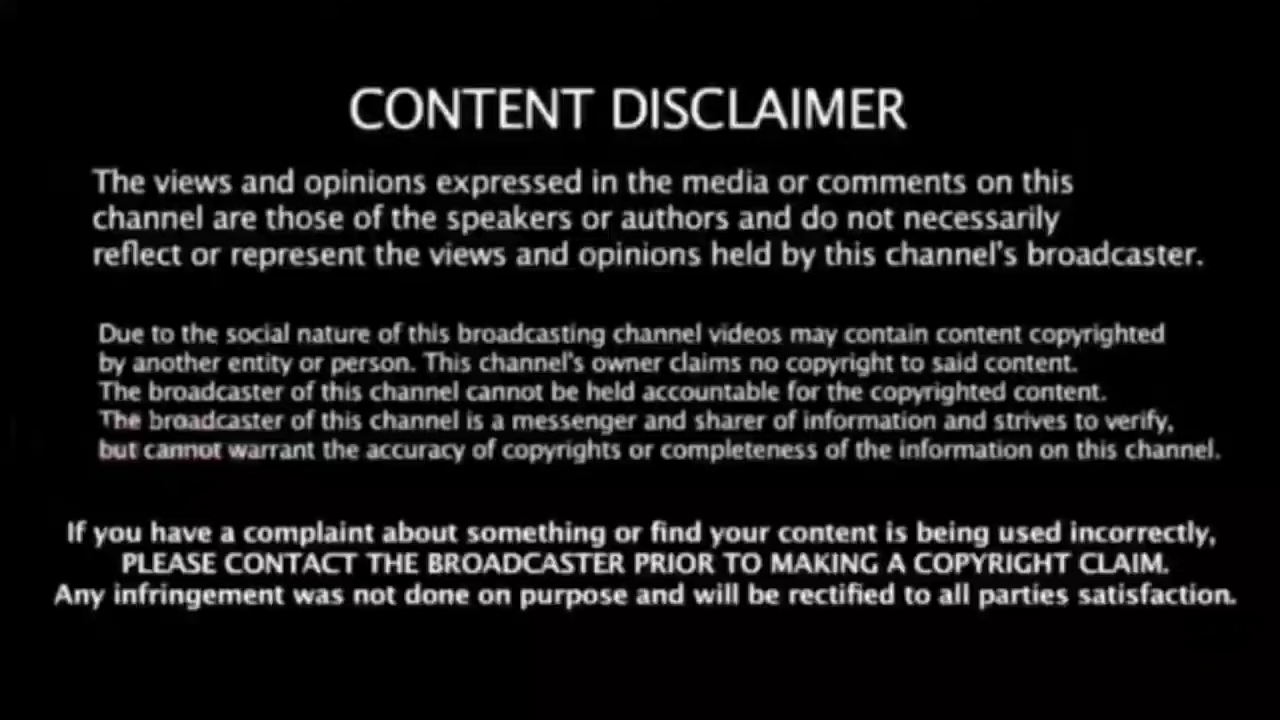 CONTENT DISCLAIMER
The views and opinions expressed in the media or comments on this
channel are those of the speakers or authors and do not necessarily
reflect or represent the views and opinions held by this channel's broadcaster.
Due to the social nature of this broadcasting channel videos may contain content copyrighted
by another entity or person. This channel's owner claims no copyright to said content.
The broadcaster of this channel cannot be held accountable for the copyrighted content.
The broadcaster of this channel is a messenger and sharer of information and strives to verify,
but cannot warrant the accuracy of copyrights or completeness of the information on this channel.
If you have a complaint about something or find your content is being used incorrectly,
PLEASE CONTACT THE BROADCASTER PRIOR TO MAKING A COPYRIGHT CLAIM.
Any infringement was not done on purpose and will be rectified to all parties satisfaction.